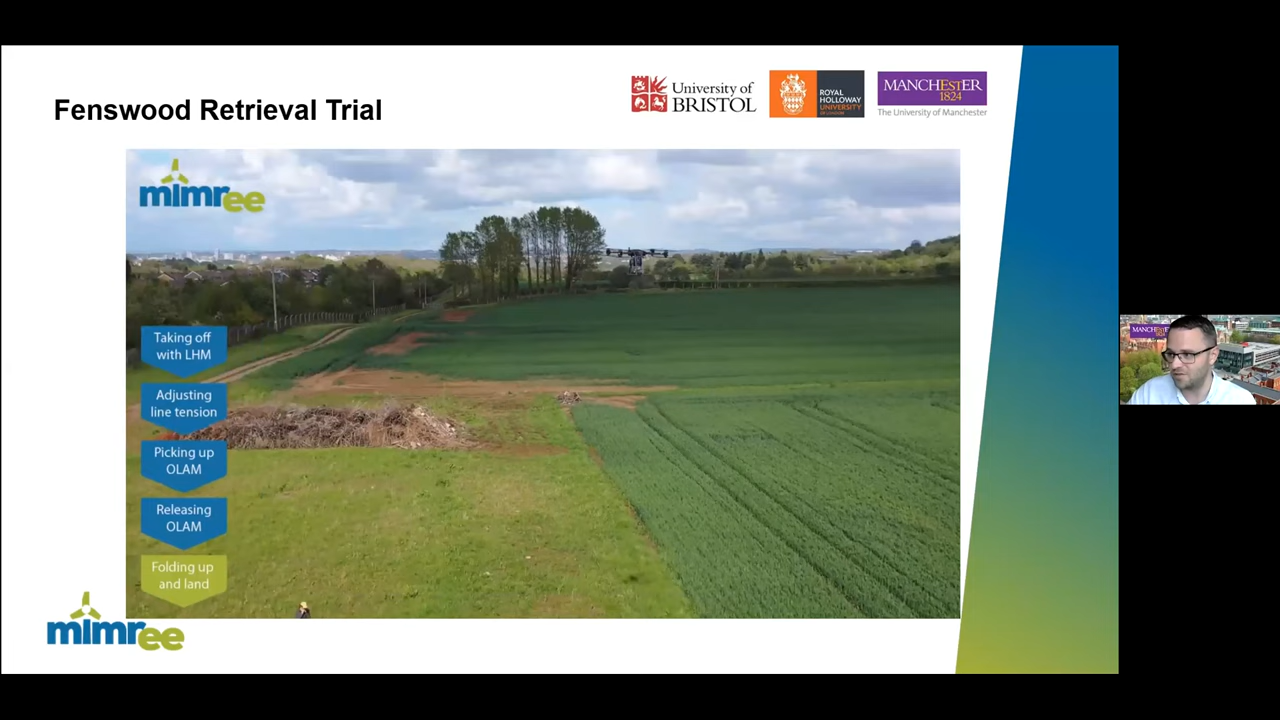 Fenswood Retrieval Trial
University of
BRISTOL
ROYAL
HOLLOWAY
UNIVERSITY
OF LONDON
MANCHESTER
1824
The University of Manchester
mimree
Taking off
with LHM
Adjusting
line tension
Picking up
OLAM
Releasing
OLAM
Folding up
and land
mimree